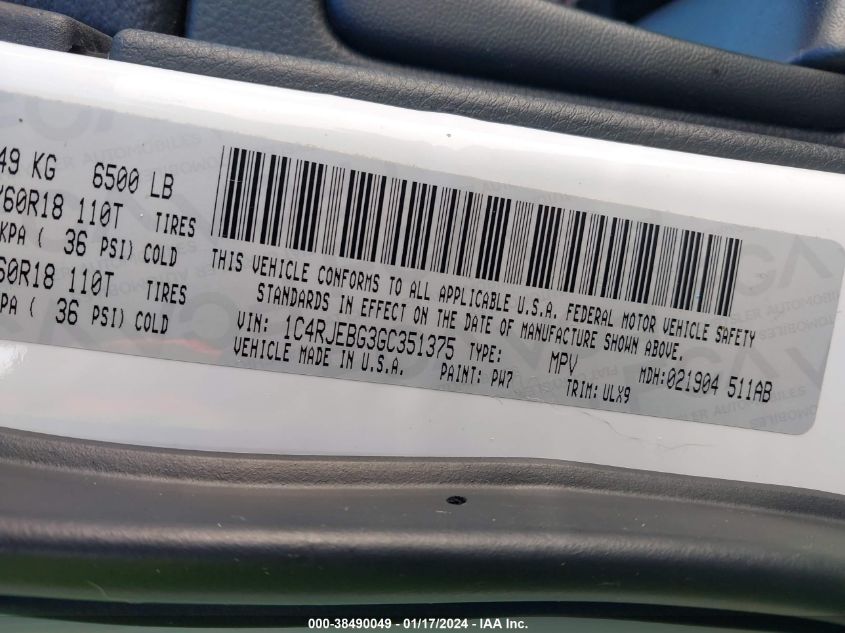 49 KG 6500 LB
/60R18 110T TIRES
KPA ( 36 PSI) COLD
60R18 110T TIRES
KPA ( 36 PSI) COLD
THIS VEHICLE CONFORMS TO ALL APPLICABLE U.S.A. FEDERAL MOTOR VEHICLE SAFETY
STANDARDS IN EFFECT ON THE DATE OF MANUFACTURE SHOWN ABOVE.
VIN: 1C4RJEBG3GC351375 TYPE: MPV MDH:021904 511AB
VEHICLE MADE IN U.S.A. PAINT: PW7 TRIM: ULX9
000-38490049 - 01/17/2024 - IAA Inc.